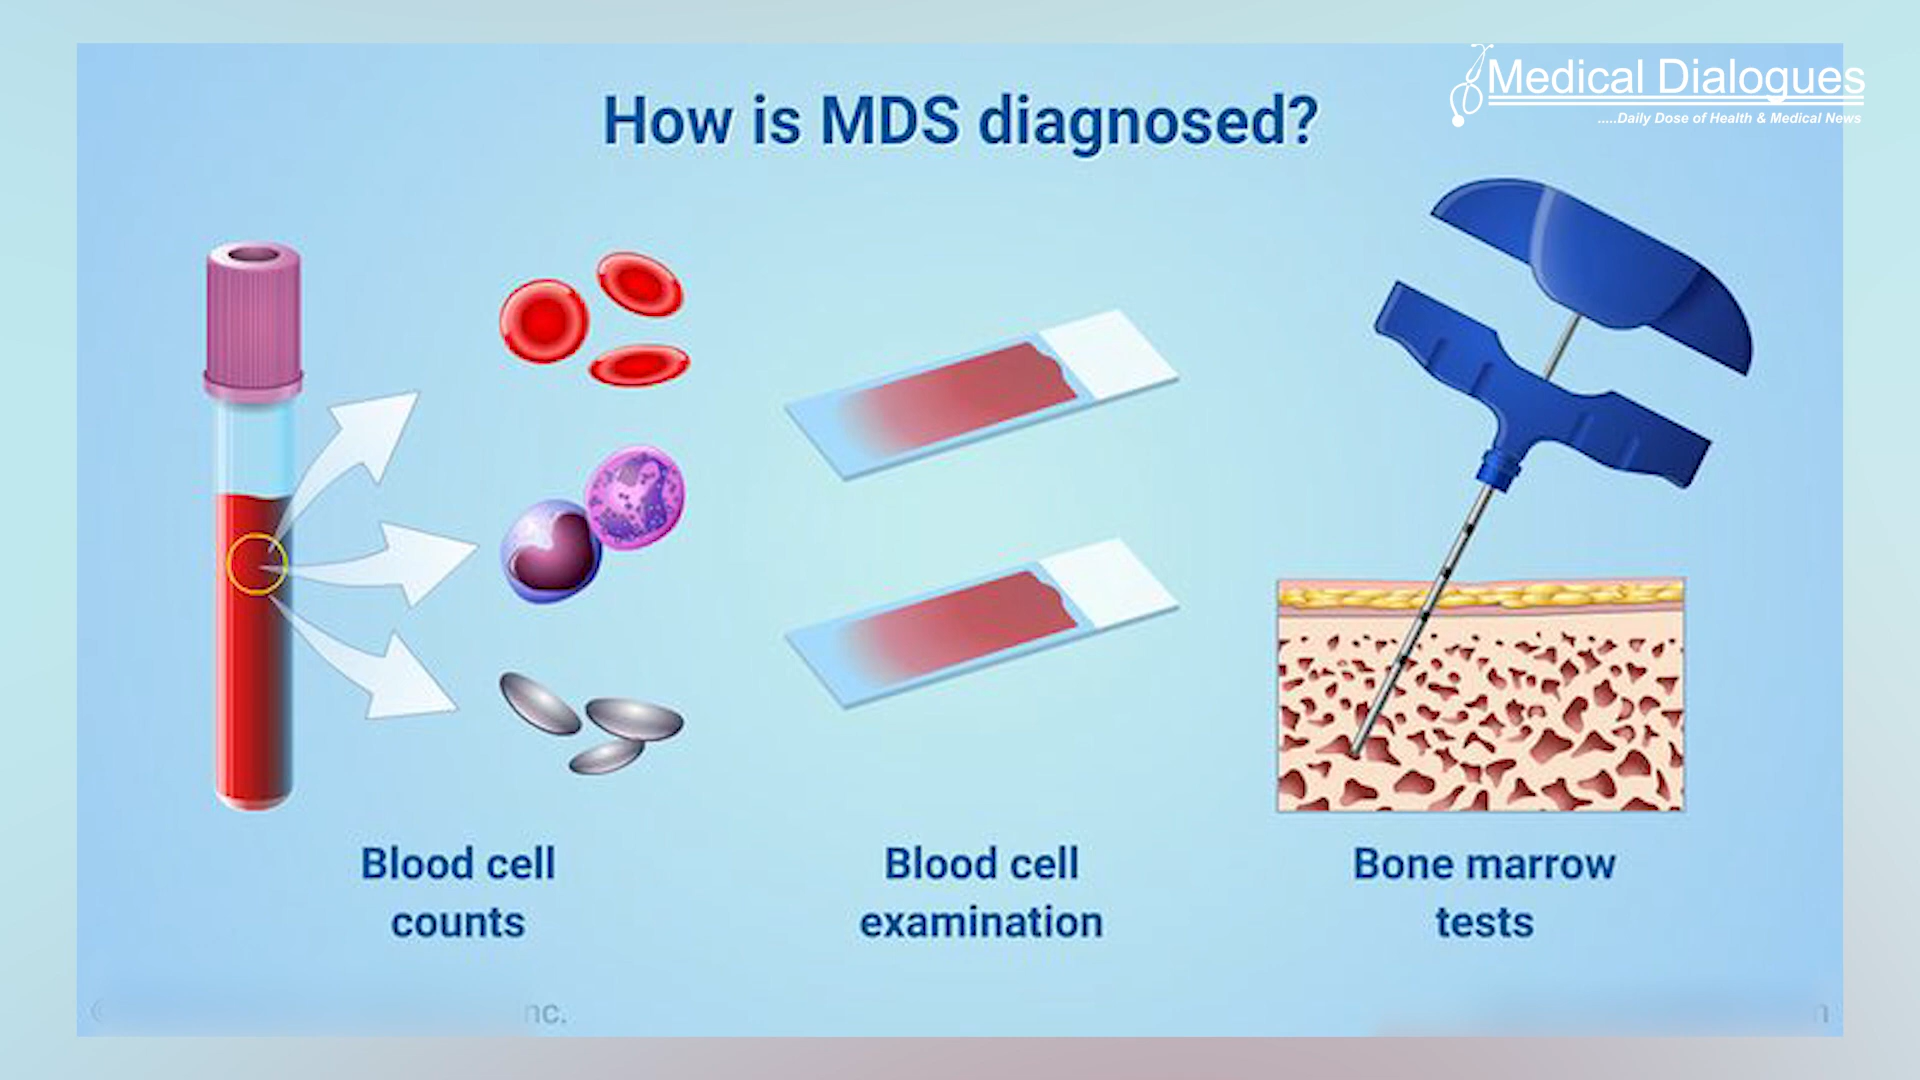 Medical Dialogues
.....Daily Dose of Health & Medical News
How is MDS diagnosed?
Blood cell
counts
Blood cell
examination
Bone marrow
tests